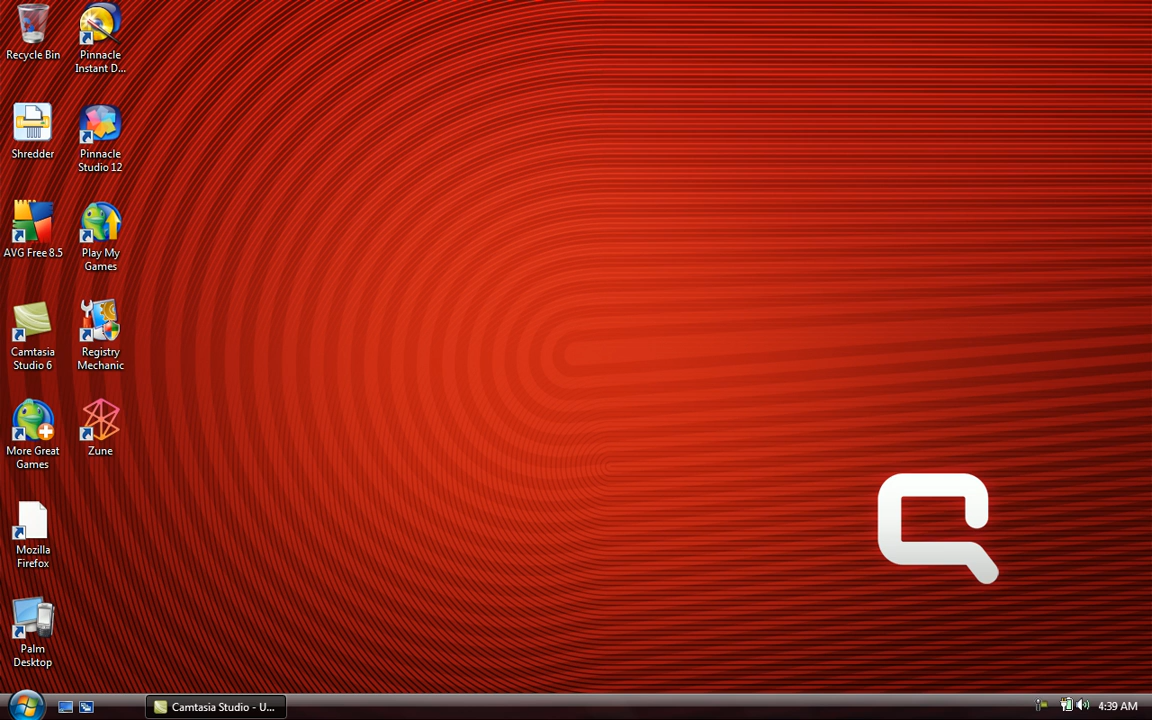 Recycle Bin
Pinnacle
Instant D...
Shredder
Pinnacle
Studio 12
AVG Free 8.5
Play My
Games
Camtasia
Studio 6
Registry
Mechanic
More Great
Games
Zune
Mozilla
Firefox
Palm
Desktop
Camtasia Studio - U...
4:39 AM